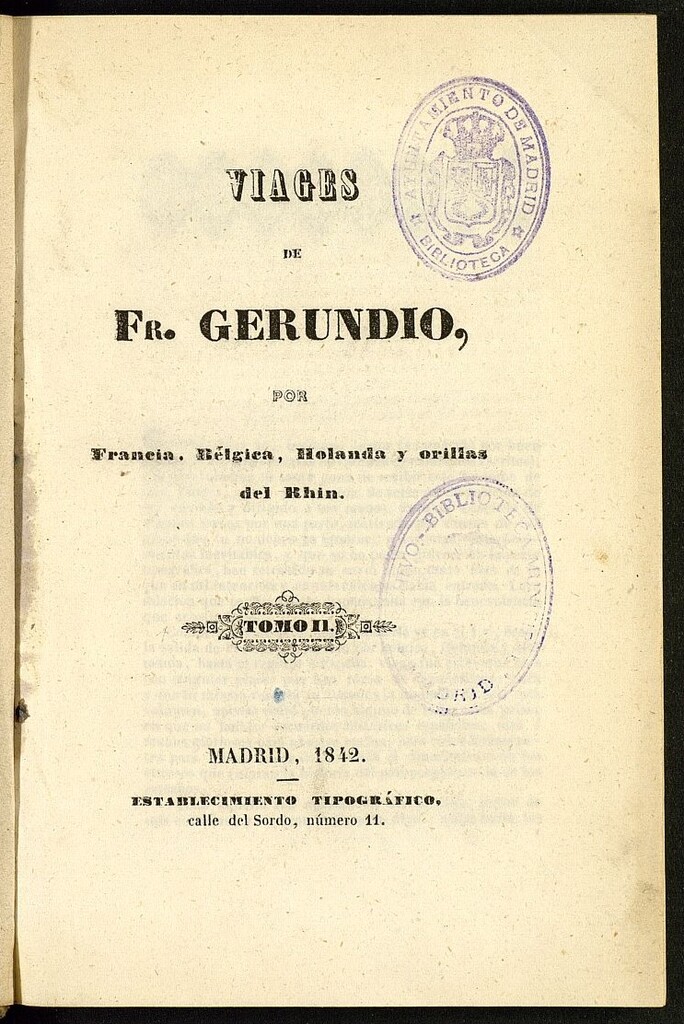 VIAGES
DE
FR. GERUNDIO,
POR
Francia. Bélgica, Holanda y orillas
del Rhin.
TOMO II.
MADRID, 1842.
ESTABLECIMIENTO TIPOGRÁFICO,
calle del Sordo, número 11.
AYUNTAMIENTO DE MADRID
BIBLIOTECA
BIBLIOTECA